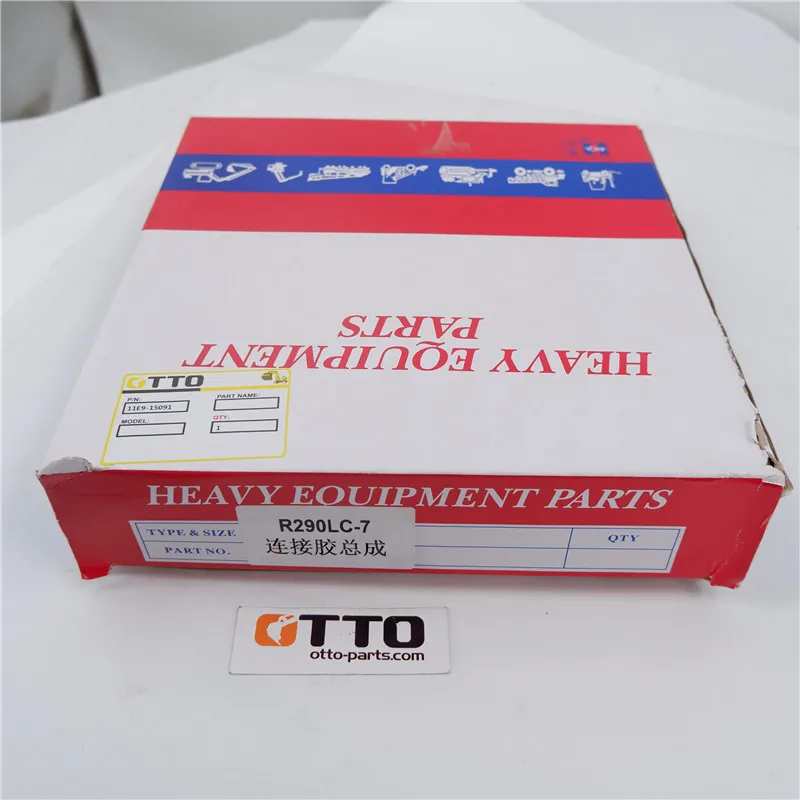 HEAVY EQUIPMENT
PARTS
OTTO
P/N:
11E9-15091
PART NAME:
MODEL:
QTY:
1
HEAVY EQUIPMENT PARTS
TYPE & SIZE
PART NO.
R290LC-7
连接胶总成
QTY
OTTO
otto-parts.com